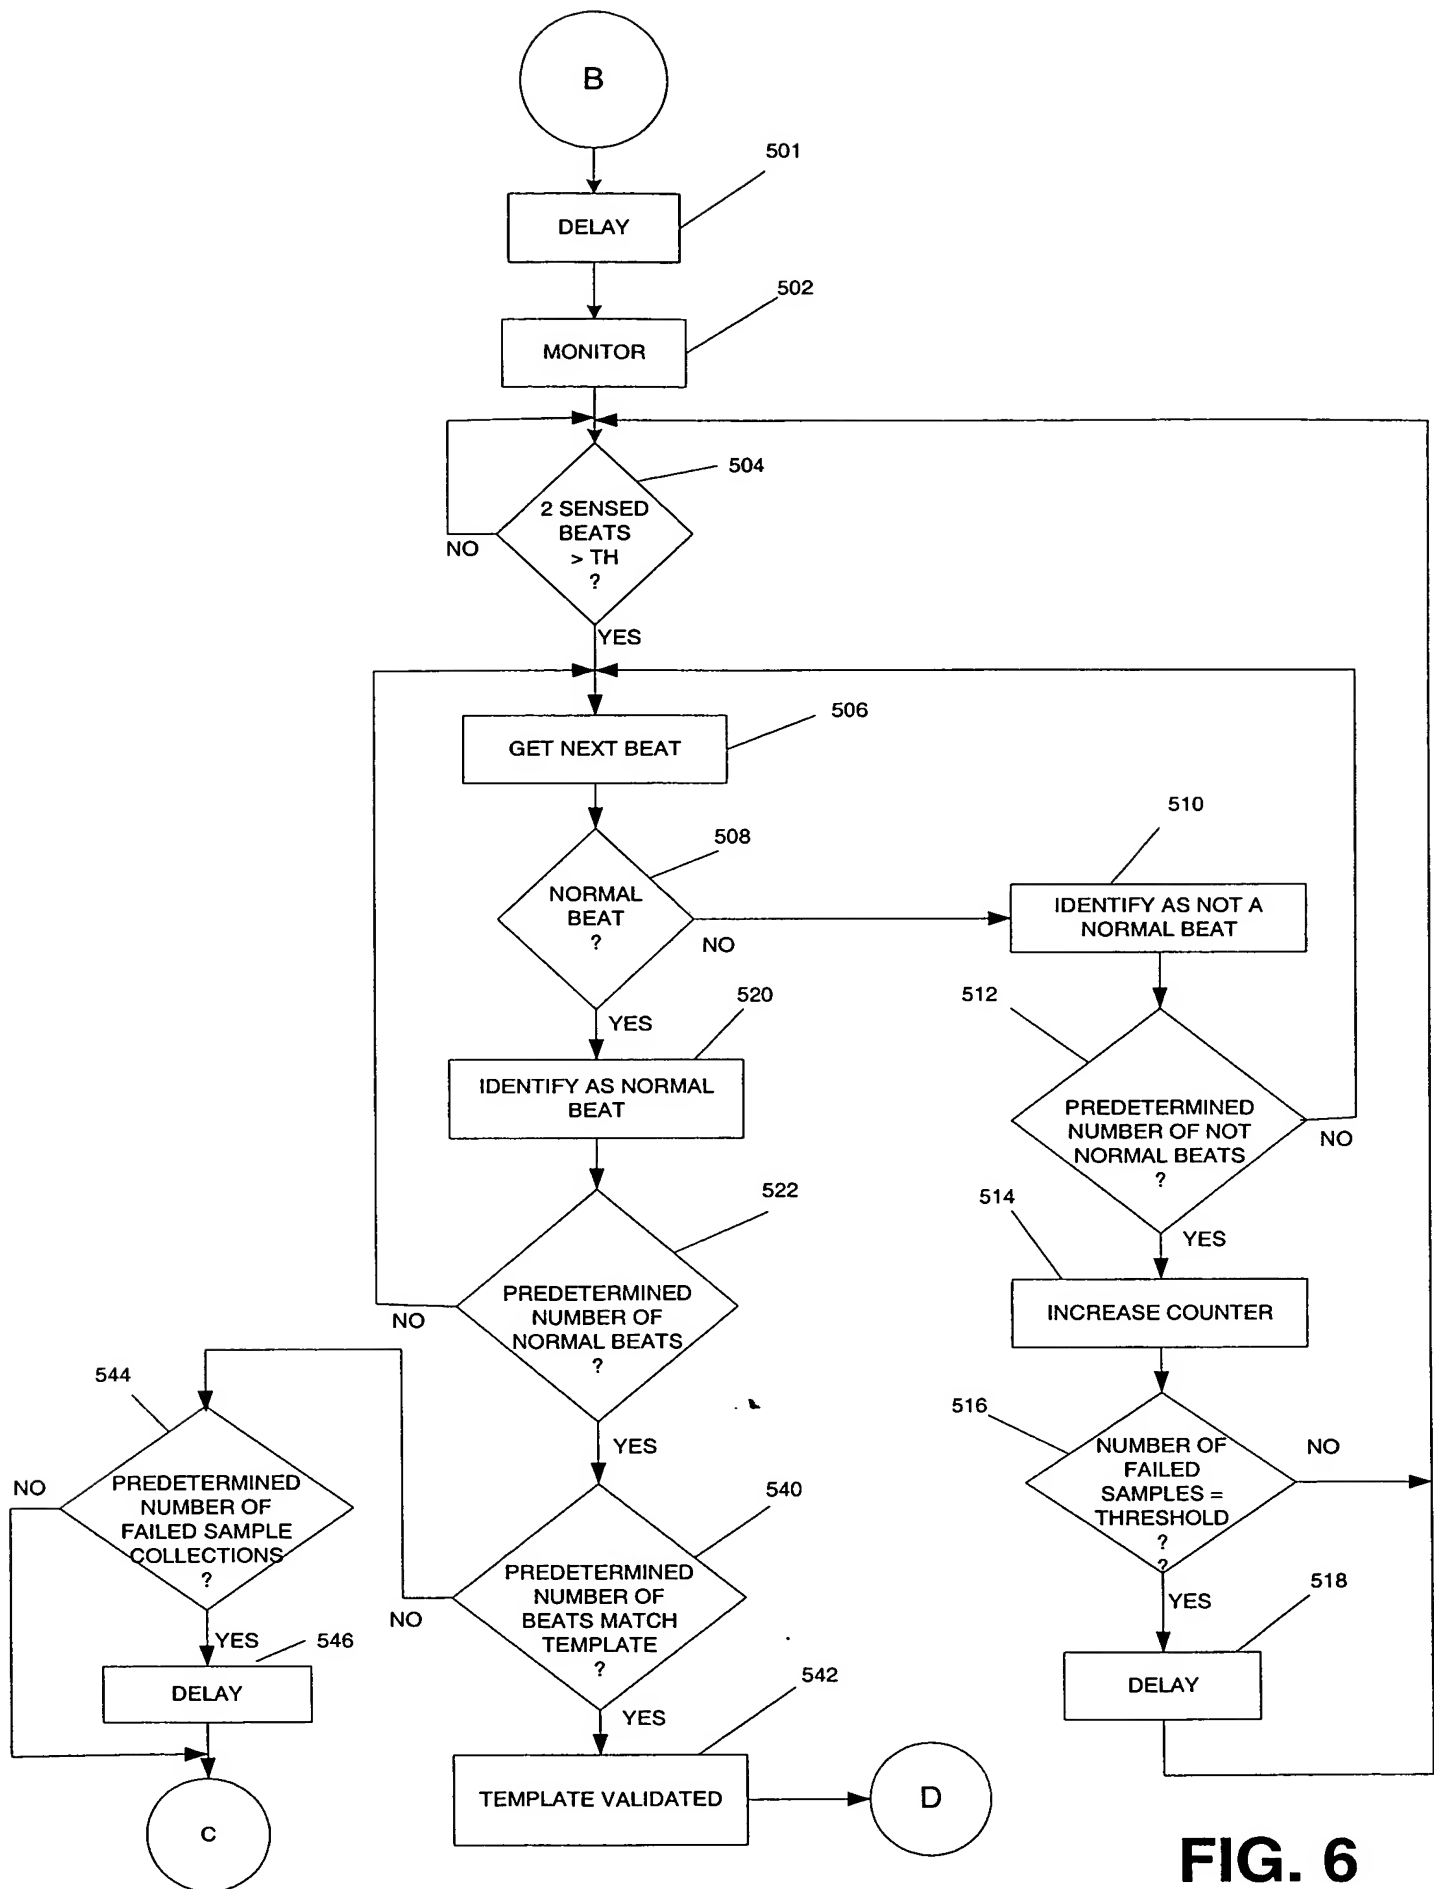 B
501
DELAY
502
MONITOR
504
2 SENSED
BEATS
> TH
?
NO
YES
506
GET NEXT BEAT
508
NORMAL
BEAT
?
NO
510
IDENTIFY AS NOT A
NORMAL BEAT
YES
520
IDENTIFY AS NORMAL
BEAT
512
PREDETERMINED
NUMBER OF NOT
NORMAL BEATS
?
NO
522
PREDETERMINED
NUMBER OF
NORMAL BEATS
?
NO
YES
514
YES
INCREASE COUNTER
516
NUMBER OF
FAILED
SAMPLES =
THRESHOLD
?
?
NO
YES
518
DELAY
544
NO
PREDETERMINED
NUMBER OF
FAILED SAMPLE
COLLECTIONS
?
YES
546
DELAY
C
540
PREDETERMINED
NUMBER OF
BEATS MATCH
TEMPLATE
?
NO
YES
542
TEMPLATE VALIDATED
D
FIG. 6